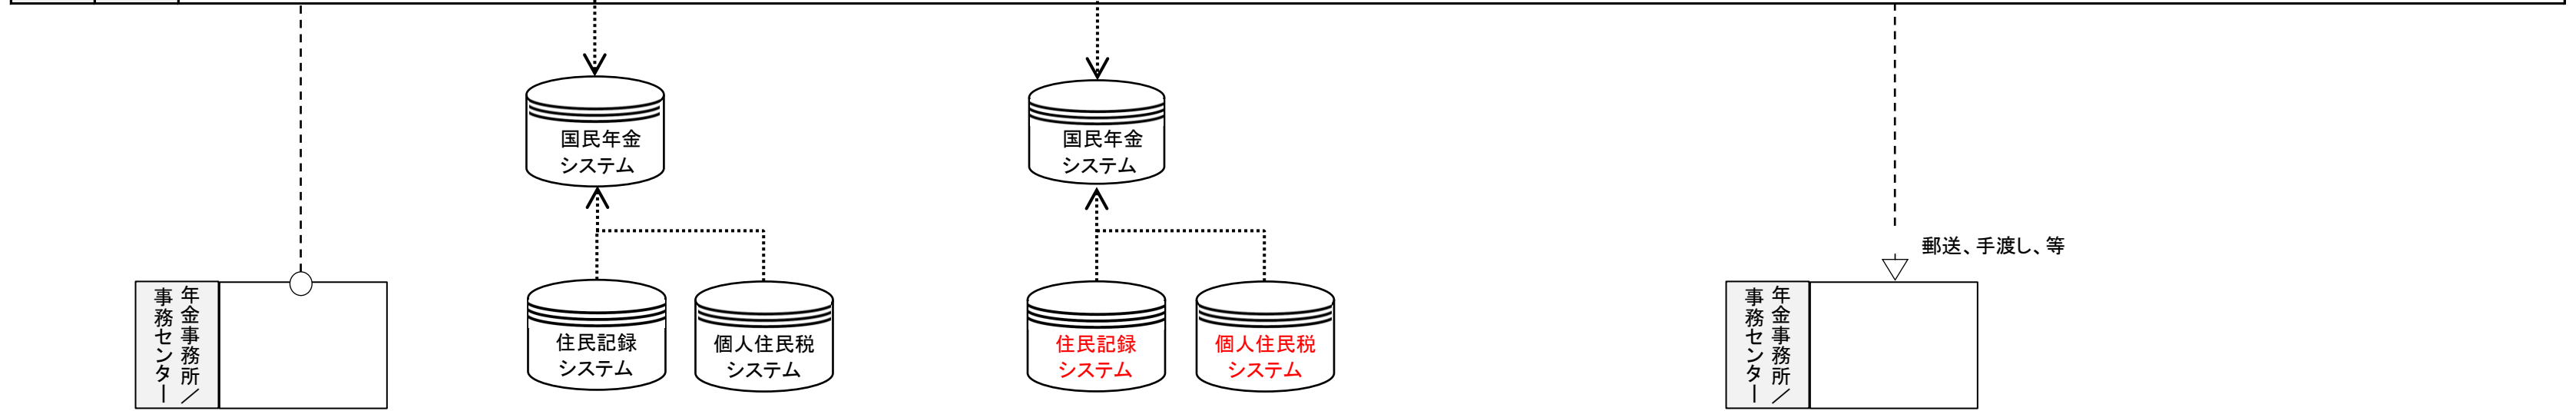 国民年金
システム
国民年金
システム
郵送、手渡し、等
年金事務所／
事務センター
住民記録
システム
個人住民税
システム
住民記録
システム
個人住民税
システム
年金事務所／
事務センター